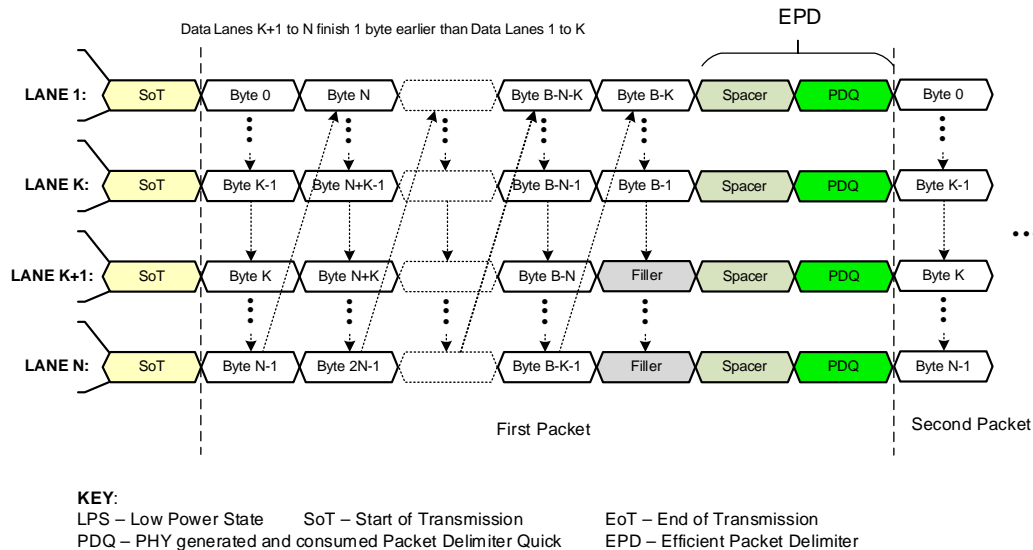 EPD
Data Lanes K+1 to N finish 1 byte earlier than Data Lanes 1 to K
LANE 1: SoT Byte 0 Byte N Byte B-N-K Byte B-K Spacer PDQ Byte 0
LANE K: SoT Byte K-1 Byte N+K-1 Byte B-N-1 Byte B-1 Spacer PDQ Byte K-1
LANE K+1: SoT Byte K Byte N+K Byte B-N Filler Spacer PDQ Byte K
LANE N: SoT Byte N-1 Byte 2N-1 Byte B-K-1 Filler Spacer PDQ Byte N-1
First Packet Second Packet
KEY:
LPS – Low Power State SoT – Start of Transmission EoT – End of Transmission
PDQ – PHY generated and consumed Packet Delimiter Quick EPD – Efficient Packet Delimiter